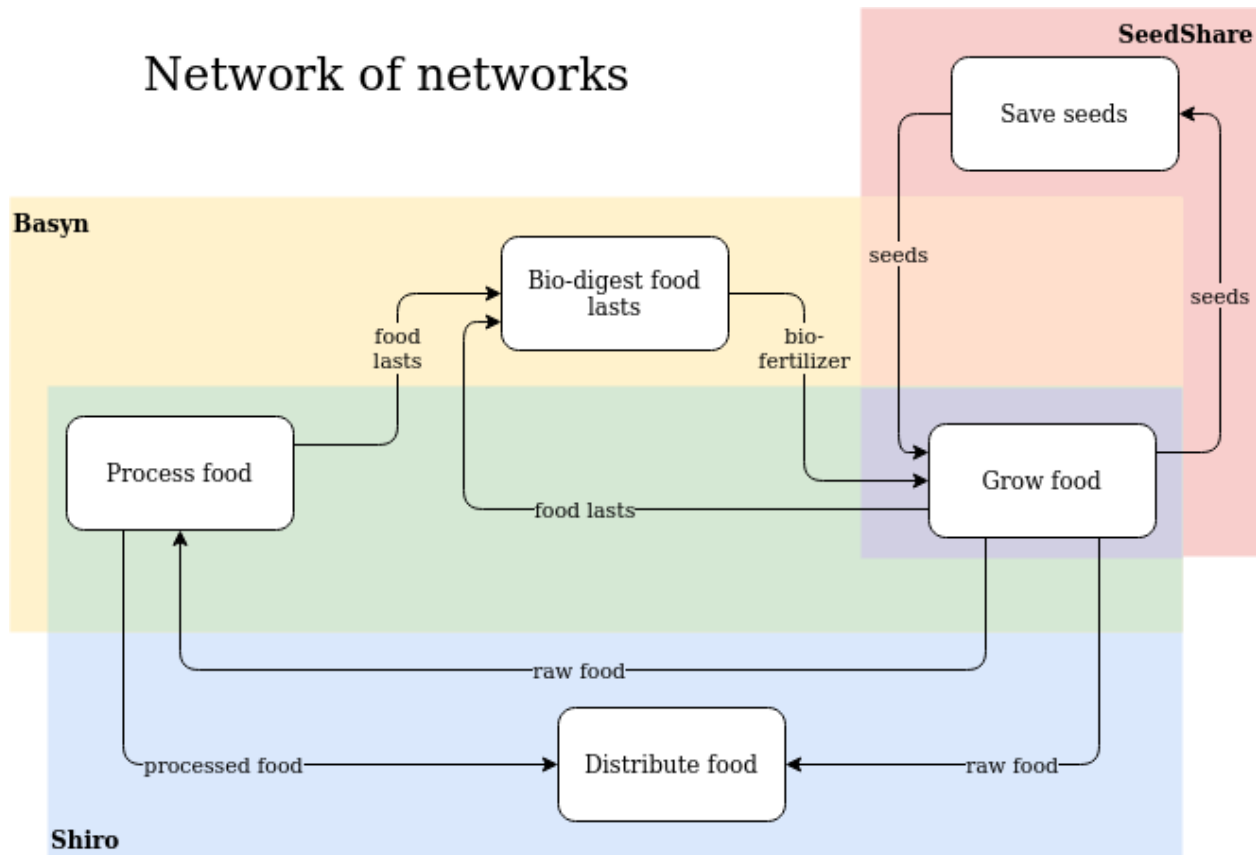 SeedShare
Network of networks
Save seeds
Basyn
seeds
seeds
Bio-digest food
lasts
food
lasts
bio-
fertilizer
Process food
Grow food
food lasts
raw food
processed food
Distribute food
raw food
Shiro